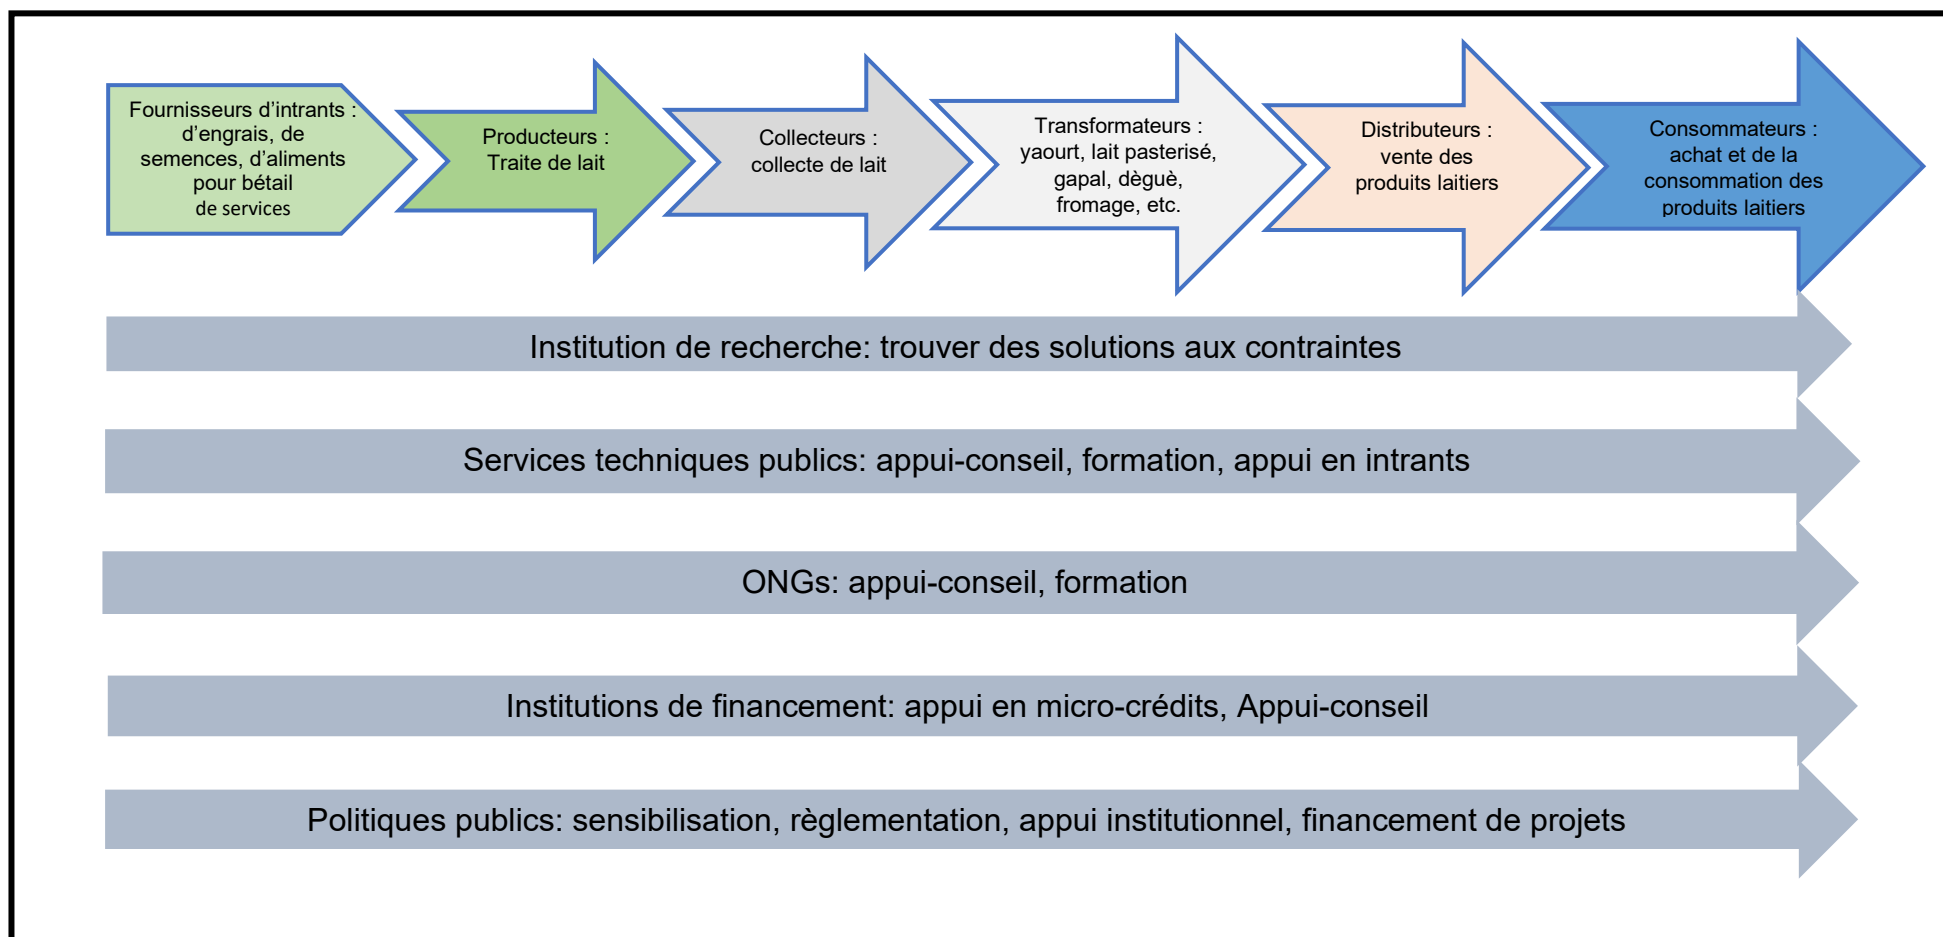 Fournisseurs d’intrants :
d’engrais, de
semences, d’aliments
pour bétail
de services
Producteurs :
Traite de lait
Collecteurs :
collecte de lait
Transformateurs :
yaourt, lait pasterisé,
gapal, dèguè,
fromage, etc.
Distributeurs :
vente des
produits laitiers
Consommateurs :
achat et de la
consommation des
produits laitiers
Institution de recherche: trouver des solutions aux contraintes
Services techniques publics: appui-conseil, formation, appui en intrants
ONGs: appui-conseil, formation
Institutions de financement: appui en micro-crédits, Appui-conseil
Politiques publics: sensibilisation, règlementation, appui institutionnel, financement de projets